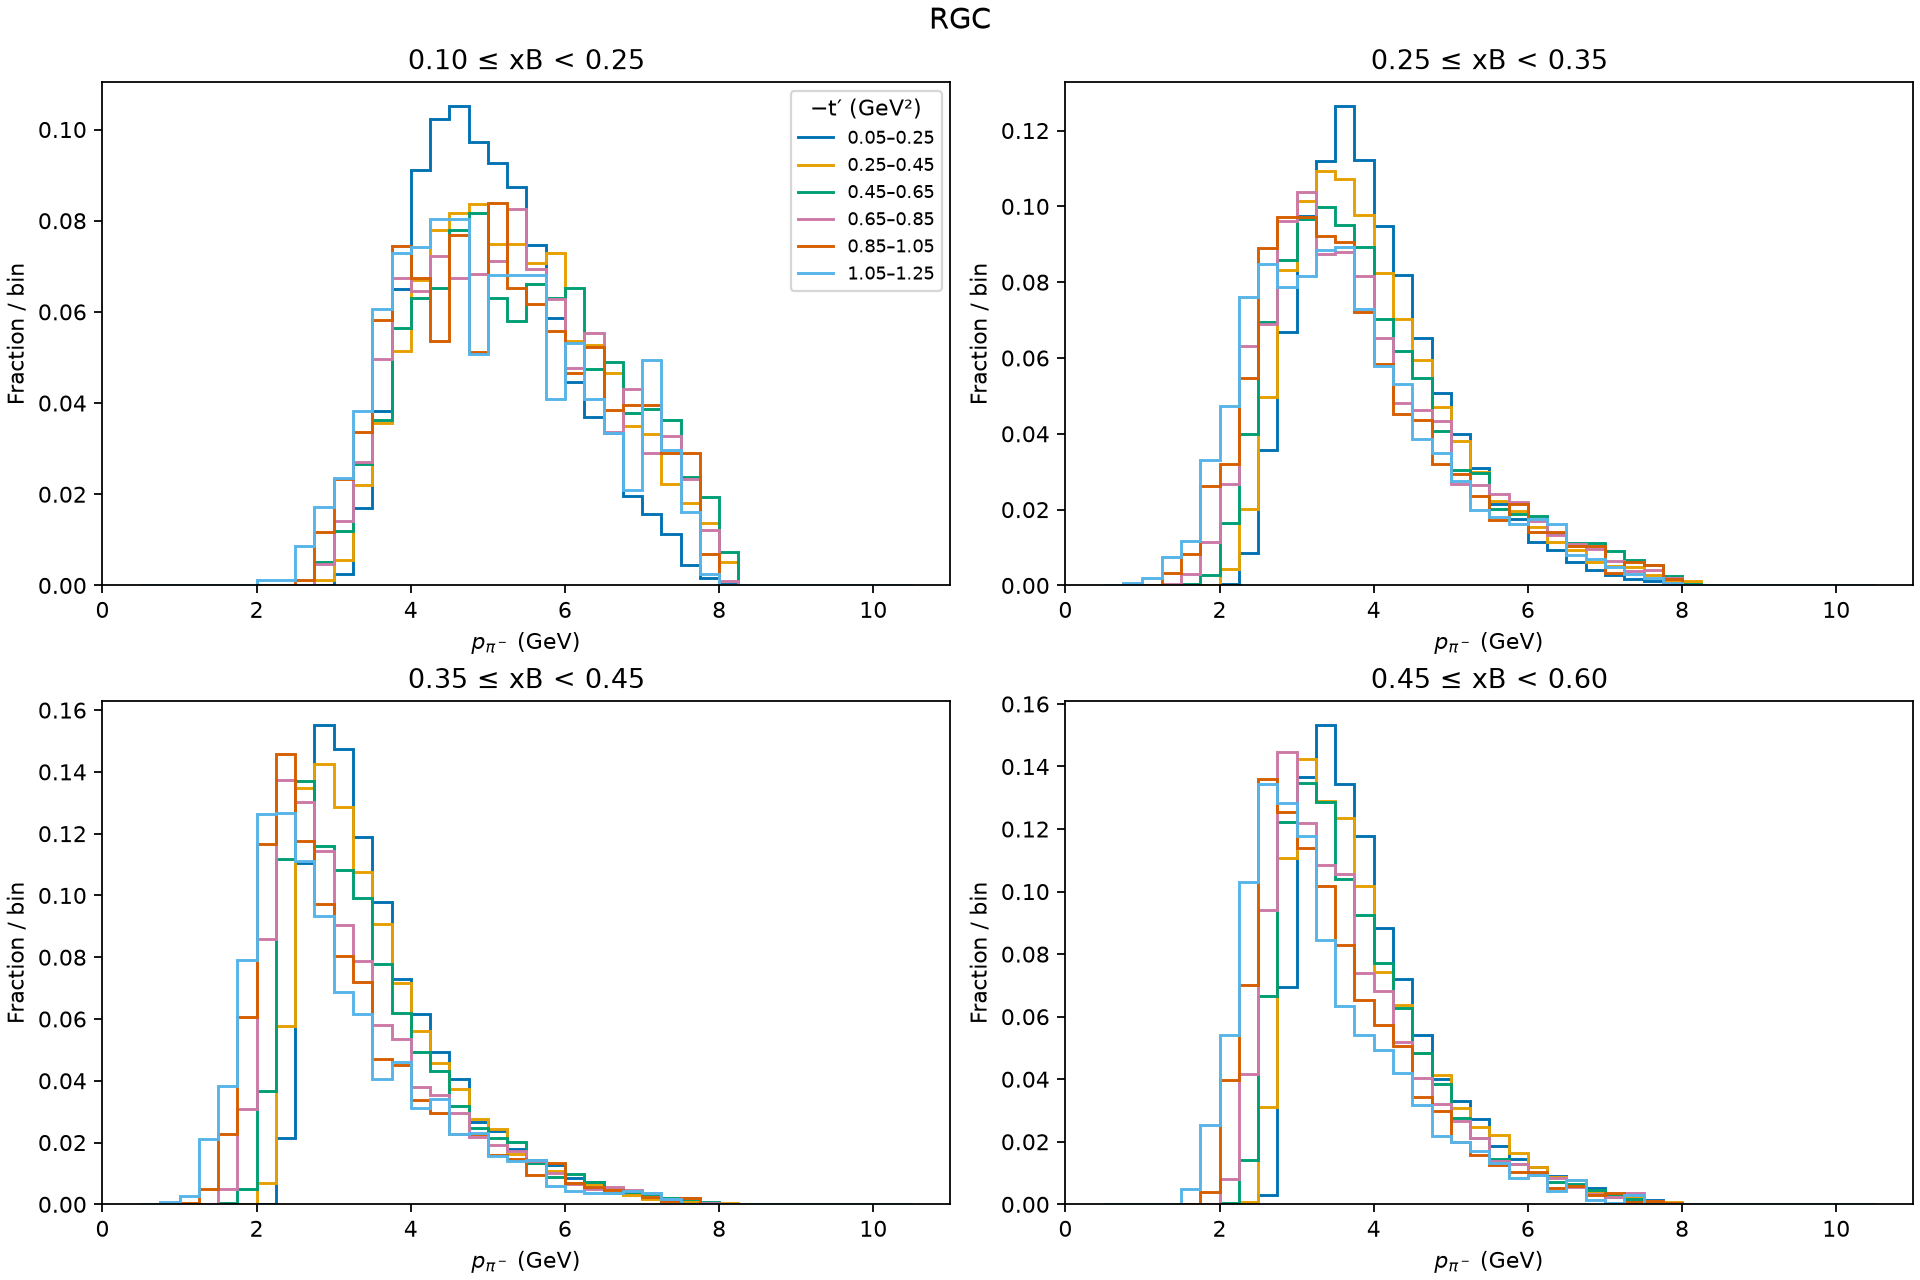 RGC
0.10 ≤ xB < 0.25
Fraction / bin
0.10
0.08
0.06
0.04
0.02
0.00
0 2 4 6 8 10
pπ− (GeV)
−t′ (GeV²)
0.05–0.25
0.25–0.45
0.45–0.65
0.65–0.85
0.85–1.05
1.05–1.25
0.25 ≤ xB < 0.35
Fraction / bin
0.12
0.10
0.08
0.06
0.04
0.02
0.00
0 2 4 6 8 10
pπ− (GeV)
0.35 ≤ xB < 0.45
Fraction / bin
0.16
0.14
0.12
0.10
0.08
0.06
0.04
0.02
0.00
0 2 4 6 8 10
pπ− (GeV)
0.45 ≤ xB < 0.60
Fraction / bin
0.16
0.14
0.12
0.10
0.08
0.06
0.04
0.02
0.00
0 2 4 6 8 10
pπ− (GeV)